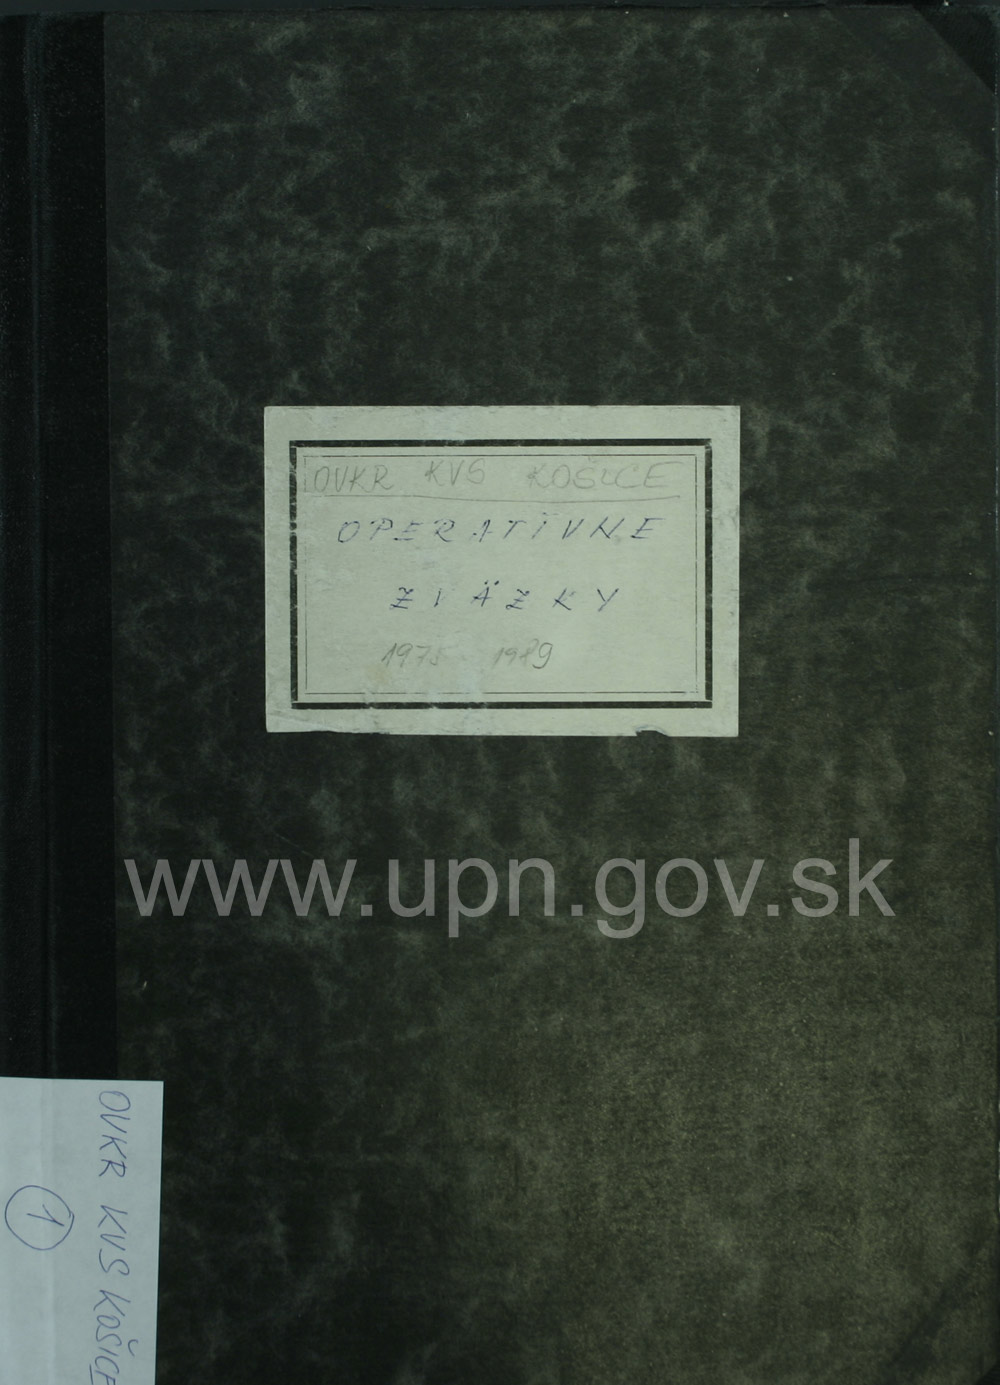 OVKR KVS KOŠICE
OPERATÍVNE
ZVÄZKY
1975 1989
www.upn.gov.sk
OVKR KVS KOŠICE
1